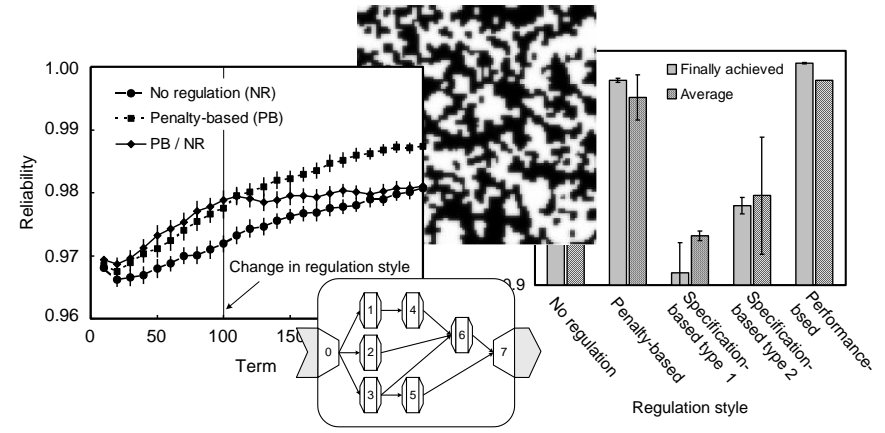 1.00
0.99
0.98
0.97
0.96
Reliability
No regulation (NR)
Penalty-based (PB)
PB / NR
Change in regulation style
0
50
100
Term
0
1
2
3
4
5
6
7
Finally achieved
Average
No regulation
Penalty-based
Specification-
based type 1
Specification-
based type 2
Performance-
bsed
Regulation style